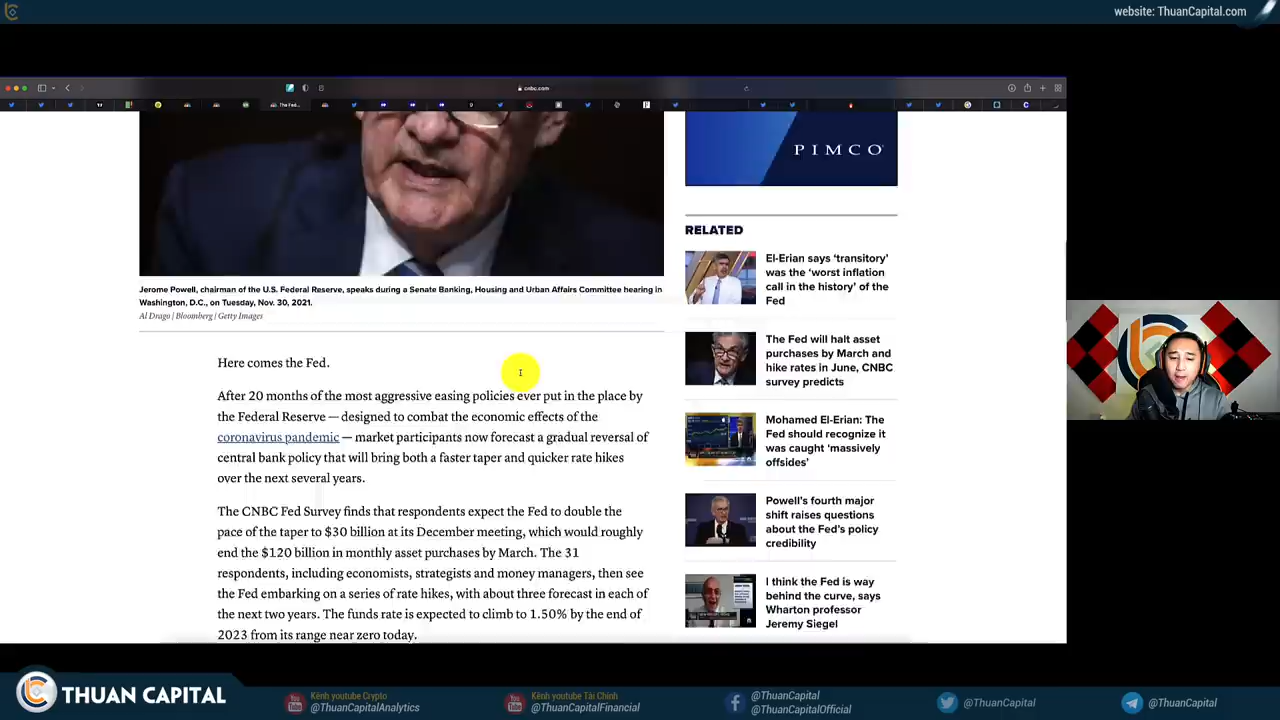 website: ThuanCapital.com
cnbc.com
The Fed...
PIMCO
RELATED
El-Erian says ‘transitory’
was the ‘worst inflation
call in the history’ of the
Fed
The Fed will halt asset
purchases by March and
hike rates in June, CNBC
survey predicts
Mohamed El-Erian: The
Fed should recognize it
was caught ‘massively
offsides’
Powell’s fourth major
shift raises questions
about the Fed’s policy
credibility
I think the Fed is way
behind the curve, says
Wharton professor
Jeremy Siegel
Jerome Powell, chairman of the U.S. Federal Reserve, speaks during a Senate Banking, Housing and Urban Affairs Committee hearing in
Washington, D.C., on Tuesday, Nov. 30, 2021.
Al Drago | Bloomberg | Getty Images
Here comes the Fed.
After 20 months of the most aggressive easing policies ever put in the place by
the Federal Reserve — designed to combat the economic effects of the
coronavirus pandemic — market participants now forecast a gradual reversal of
central bank policy that will bring both a faster taper and quicker rate hikes
over the next several years.
The CNBC Fed Survey finds that respondents expect the Fed to double the
pace of the taper to $30 billion at its December meeting, which would roughly
end the $120 billion in monthly asset purchases by March. The 31
respondents, including economists, strategists and money managers, then see
the Fed embarking on a series of rate hikes, with about three forecast in each of
the next two years. The funds rate is expected to climb to 1.50% by the end of
2023 from its range near zero today.
THUAN CAPITAL
Kênh youtube Crypto
@ThuanCapitalAnalytics
Kênh youtube Tài Chính
@ThuanCapitalFinancial
@ThuanCapital
@ThuanCapitalOfficial
@ThuanCapital
@ThuanCapital